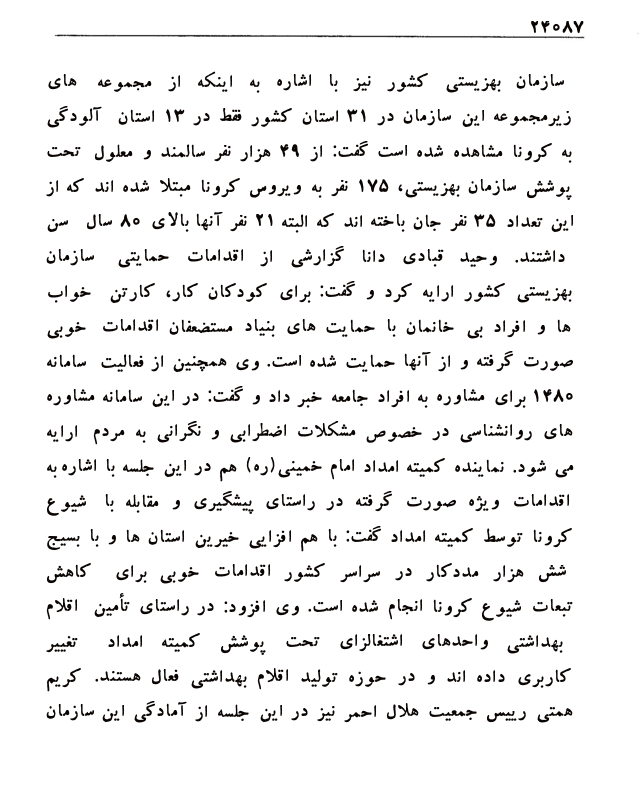 ۲۴۰۸۷
سازمان بهزیستی کشور نیز با اشاره به اینکه از مجموعه های
زیرمجموعه این سازمان در ۳۱ استان کشور فقط در ۱۳ استان آلودگی
به کرونا مشاهده شده است گفت: از ۴۹ هزار نفر سالمند و معلول تحت
پوشش سازمان بهزیستی، ۱۷۵ نفر به ویروس کرونا مبتلا شده اند که از
این تعداد ۳۵ نفر جان باخته اند که البته ۲۱ نفر آنها بالای ۸۰ سال سن
داشتند. وحید قبادی دانا گزارشی از اقدامات حمایتی سازمان
بهزیستی کشور ارایه کرد و گفت: برای کودکان کار، کارتن خواب
ها و افراد بی خانمان با حمایت های بنیاد مستضعفان اقدامات خوبی
صورت گرفته و از آنها حمایت شده است. وی همچنین از فعالیت سامانه
۱۴۸۰ برای مشاوره به افراد جامعه خبر داد و گفت: در این سامانه مشاوره
های روانشناسی در خصوص مشکلات اضطرابی و نگرانی به مردم ارایه
می شود. نماینده کمیته امداد امام خمینی(ره) هم در این جلسه با اشاره به
اقدامات ویژه صورت گرفته در راستای پیشگیری و مقابله با شیوع
کرونا توسط کمیته امداد گفت: با هم افزایی خیرین استان ها و با بسیج
شش هزار مددکار در سراسر کشور اقدامات خوبی برای کاهش
تبعات شیوع کرونا انجام شده است. وی افزود: در راستای تأمین اقلام
بهداشتی واحدهای اشتغالزای تحت پوشش کمیته امداد تغییر
کاربری داده اند و در حوزه تولید اقلام بهداشتی فعال هستند. کریم
همتی رییس جمعیت هلال احمر نیز در این جلسه از آمادگی این سازمان